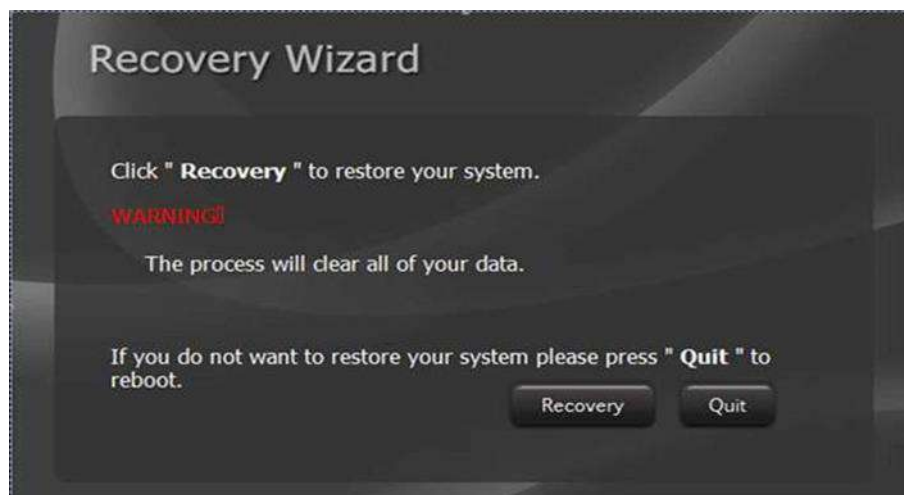 Recovery Wizard
Click " Recovery " to restore your system.
WARNING
The process will clear all of your data.
If you do not want to restore your system please press " Quit " to
reboot.
Recovery
Quit